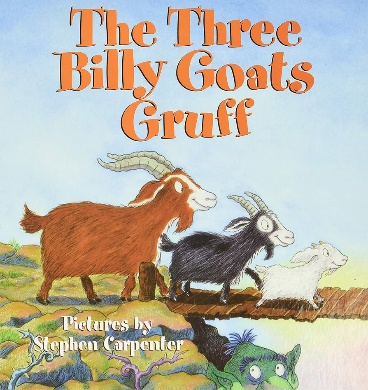 The Three
Billy Goats
Gruff
Pictures by
Stephen Carpenter